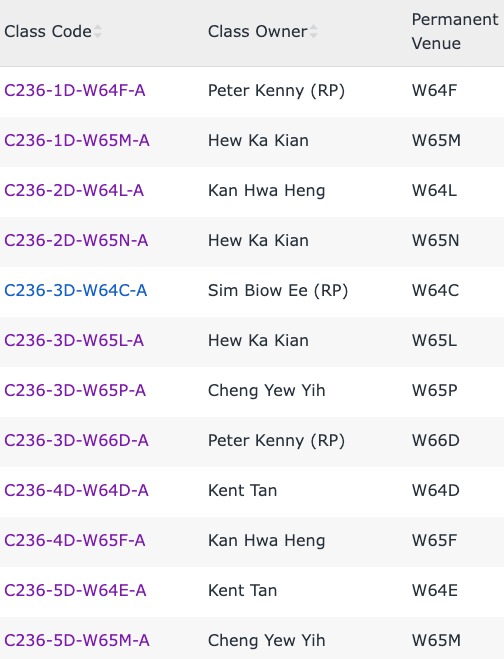 Class Code Class Owner Permanent Venue
C236-1D-W64F-A Peter Kenny (RP) W64F
C236-1D-W65M-A Hew Ka Kian W65M
C236-2D-W64L-A Kan Hwa Heng W64L
C236-2D-W65N-A Hew Ka Kian W65N
C236-3D-W64C-A Sim Biow Ee (RP) W64C
C236-3D-W65L-A Hew Ka Kian W65L
C236-3D-W65P-A Cheng Yew Yih W65P
C236-3D-W66D-A Peter Kenny (RP) W66D
C236-4D-W64D-A Kent Tan W64D
C236-4D-W65F-A Kan Hwa Heng W65F
C236-5D-W64E-A Kent Tan W64E
C236-5D-W65M-A Cheng Yew Yih W65M